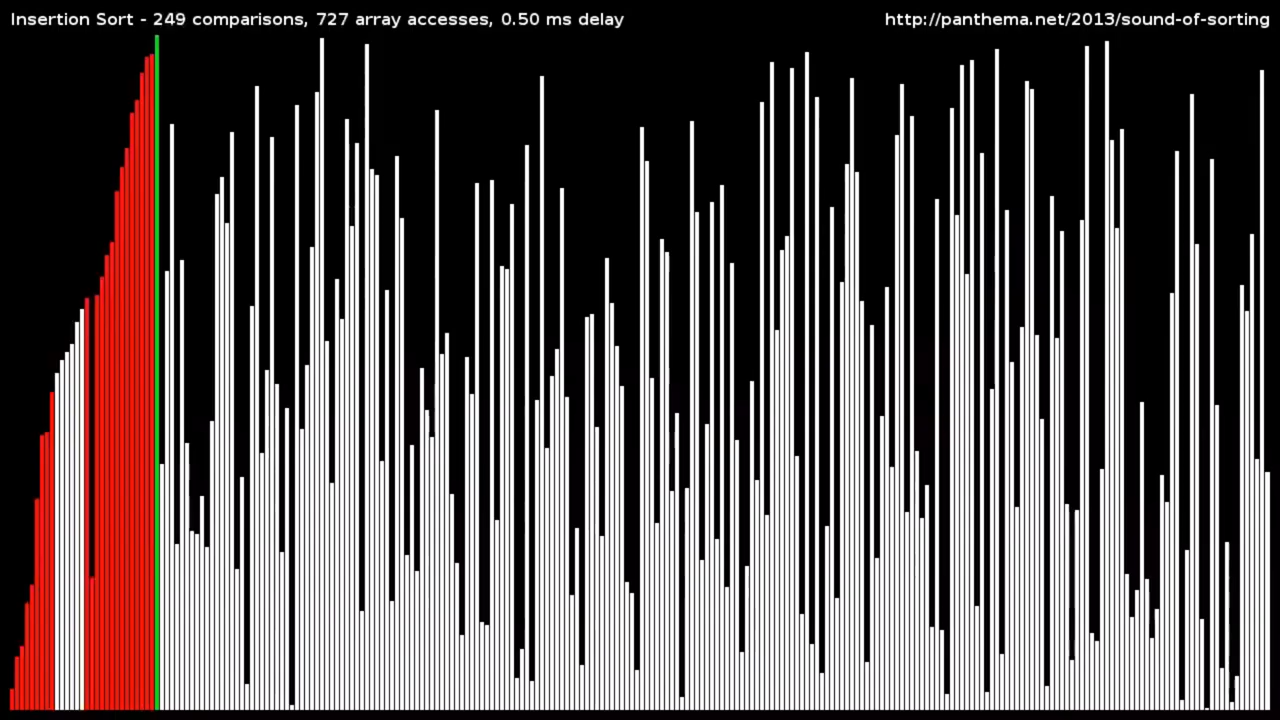 Insertion Sort - 249 comparisons, 727 array accesses, 0.50 ms delay
http://panthema.net/2013/sound-of-sorting